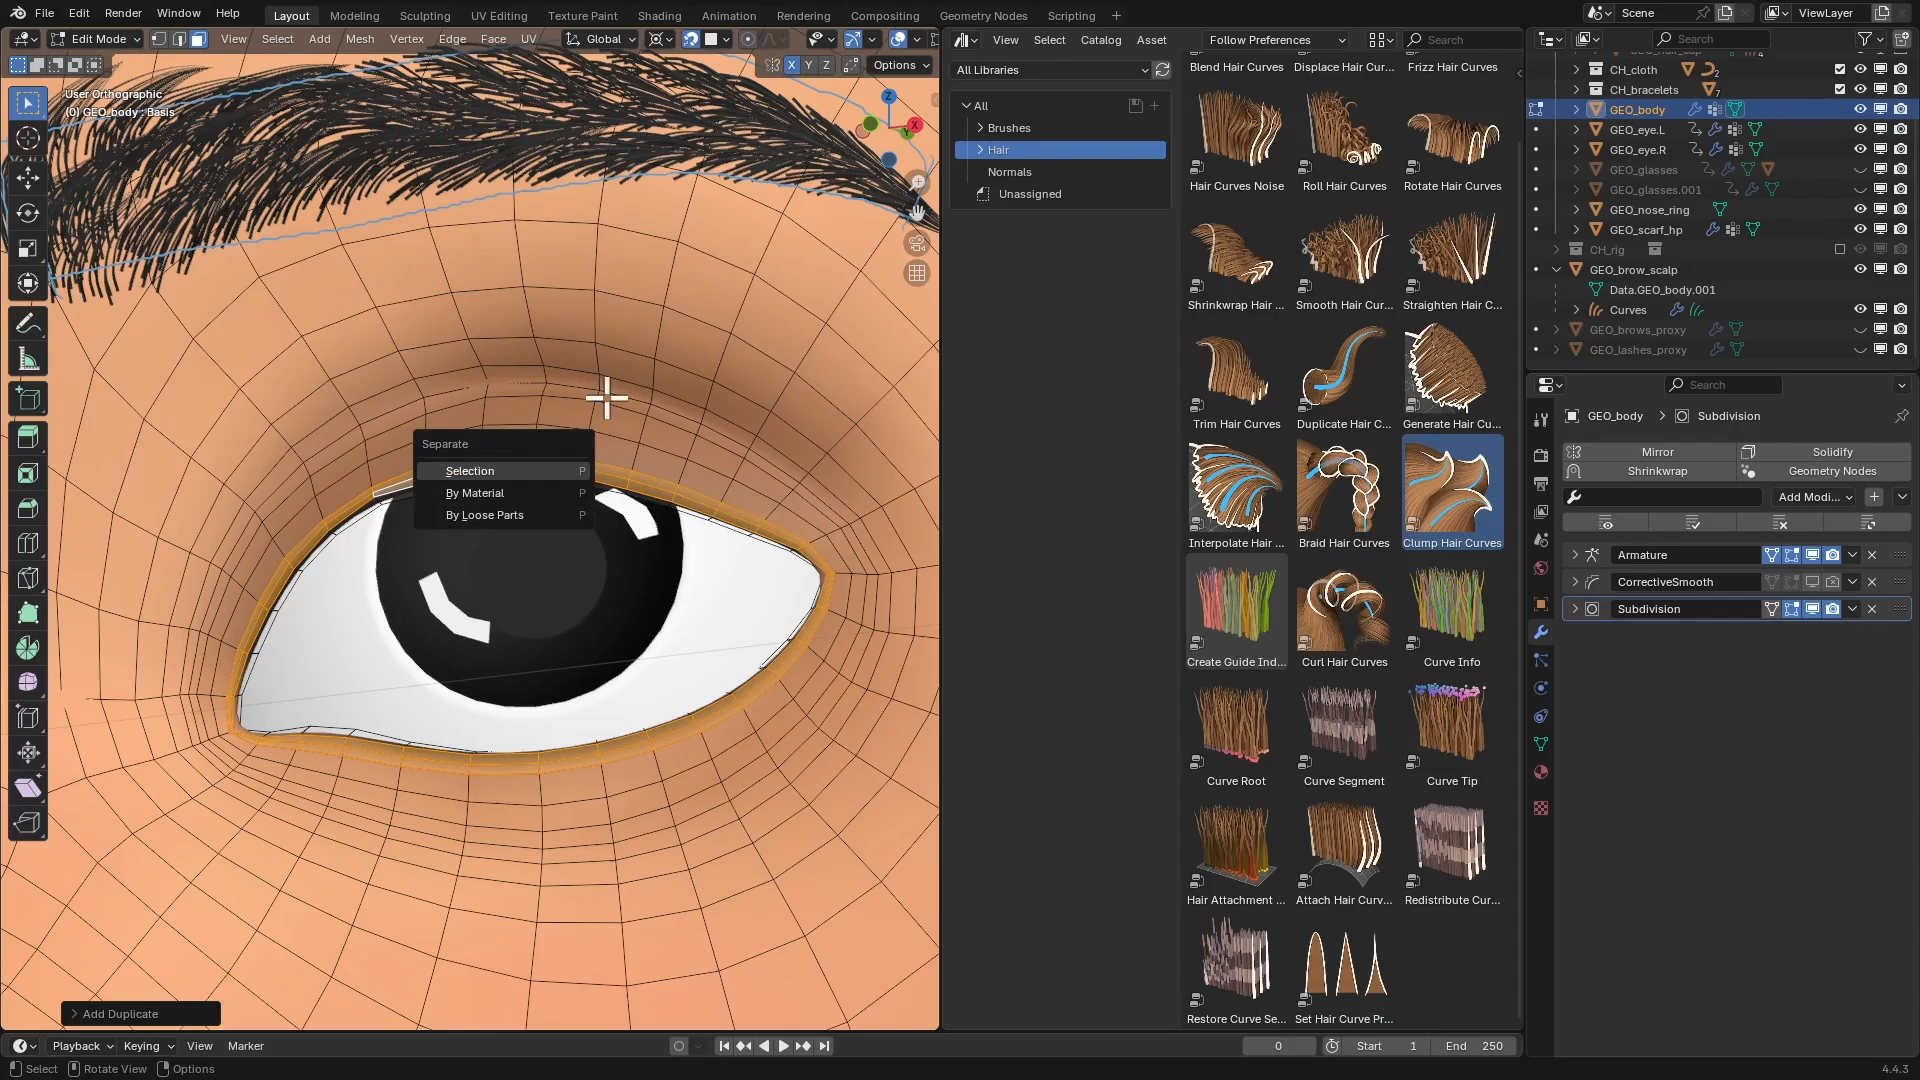 File Edit Render Window Help Layout Modeling Sculpting UV Editing Texture Paint Shading Animation Rendering Compositing Geometry Nodes Scripting + Scene ViewLayer
Edit Mode View Select Add Mesh Vertex Edge Face UV Global
X Y Z Options
User Orthographic
(0) GEO_body : Basis
Z
X
Y
Separate
Selection P
By Material P
By Loose Parts P
Add Duplicate
View Select Catalog Asset Follow Preferences Search
All Libraries
All
Brushes
Hair
Normals
Unassigned
Blend Hair Curves Displace Hair Cur... Frizz Hair Curves
Hair Curves Noise Roll Hair Curves Rotate Hair Curves
Shrinkwrap Hair ... Smooth Hair Cur... Straighten Hair C...
Trim Hair Curves Duplicate Hair C... Generate Hair Cu...
Interpolate Hair ... Braid Hair Curves Clump Hair Curves
Create Guide Ind... Curl Hair Curves Curve Info
Curve Root Curve Segment Curve Tip
Hair Attachment ... Attach Hair Curv... Redistribute Cur...
Restore Curve Se... Set Hair Curve Pr...
Search
CH_cloth 2
CH_bracelets 7
GEO_body
GEO_eye.L
GEO_eye.R
GEO_glasses
GEO_glasses.001
GEO_nose_ring
GEO_scarf_hp
CH_rig
GEO_brow_scalp
Data.GEO_body.001
Curves
GEO_brows_proxy
GEO_lashes_proxy
Search
GEO_body > Subdivision
Mirror Solidify
Shrinkwrap Geometry Nodes
Add Modi...
Armature
CorrectiveSmooth
Subdivision
Playback Keying View Marker 0 Start 1 End 250
Select Rotate View Options 4.4.3